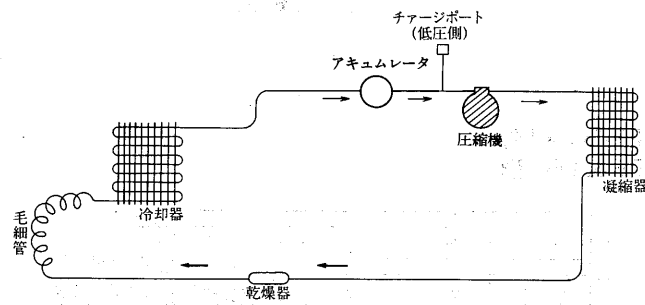 チャージポート
(低圧側)
アキュムレータ
圧縮機
凝縮器
冷却器
毛細管
乾燥器